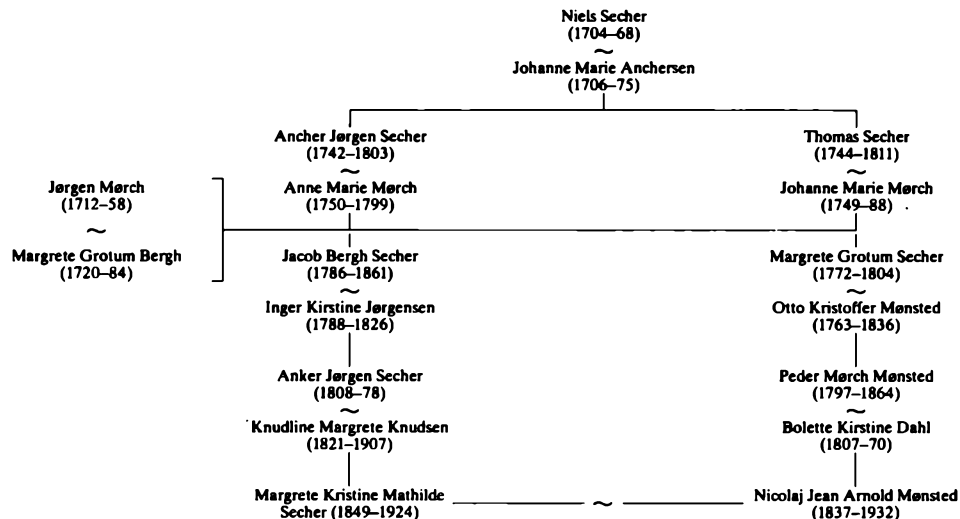 Niels Secher
(1704–68)
~
Johanne Marie Anchersen
(1706–75)
Ancher Jørgen Secher
(1742–1803)
~
Anne Marie Mørch
(1750–1799)
Thomas Secher
(1744–1811)
~
Johanne Marie Mørch
(1749–88)
Jørgen Mørch
(1712–58)
~
Margrete Grotum Bergh
(1720–84)
Jacob Bergh Secher
(1786–1861)
~
Inger Kirstine Jørgensen
(1788–1826)
Margrete Grotum Secher
(1772–1804)
~
Otto Kristoffer Mønsted
(1763–1836)
Anker Jørgen Secher
(1808–78)
~
Knudline Margrete Knudsen
(1821–1907)
Peder Mørch Mønsted
(1797–1864)
~
Bolette Kirstine Dahl
(1807–70)
Margrete Kristine Mathilde
Secher (1849–1924)
~
Nicolaj Jean Arnold Mønsted
(1837–1932)